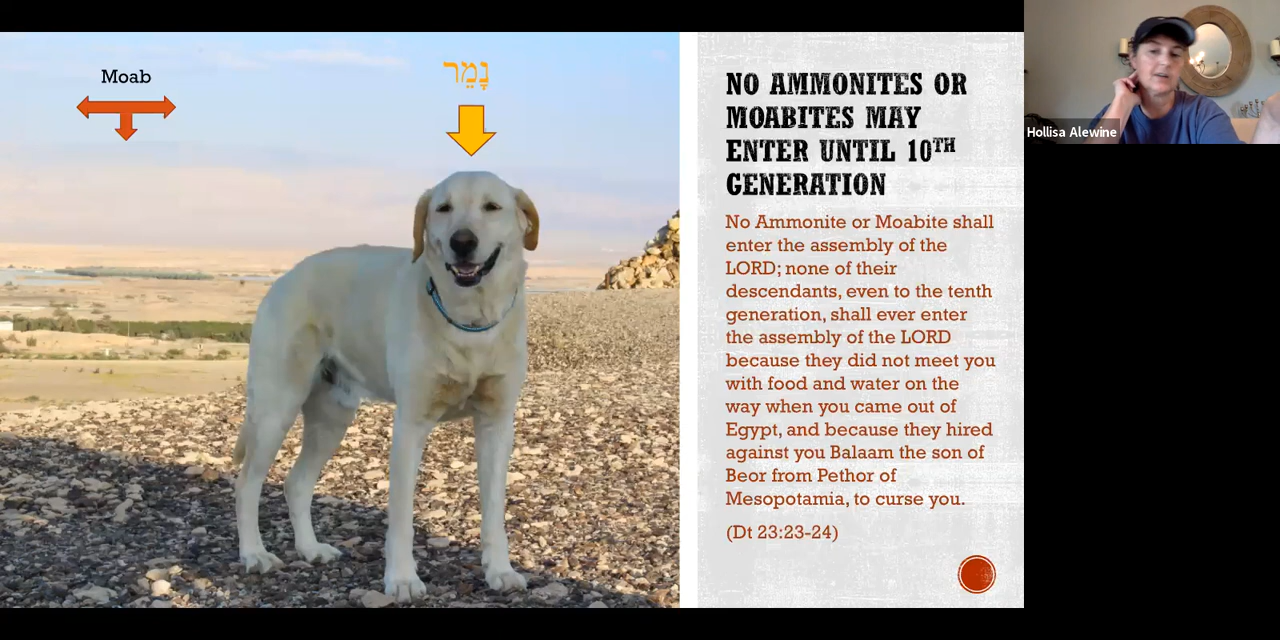 Moab
נָמֵר
NO AMMONITES OR
MOABITES MAY
ENTER UNTIL 10TH
GENERATION
No Ammonite or Moabite shall
enter the assembly of the
LORD; none of their
descendants, even to the tenth
generation, shall ever enter
the assembly of the LORD
because they did not meet you
with food and water on the
way when you came out of
Egypt, and because they hired
against you Balaam the son of
Beor from Pethor of
Mesopotamia, to curse you.
(Dt 23:23-24)
Hollisa Alewine